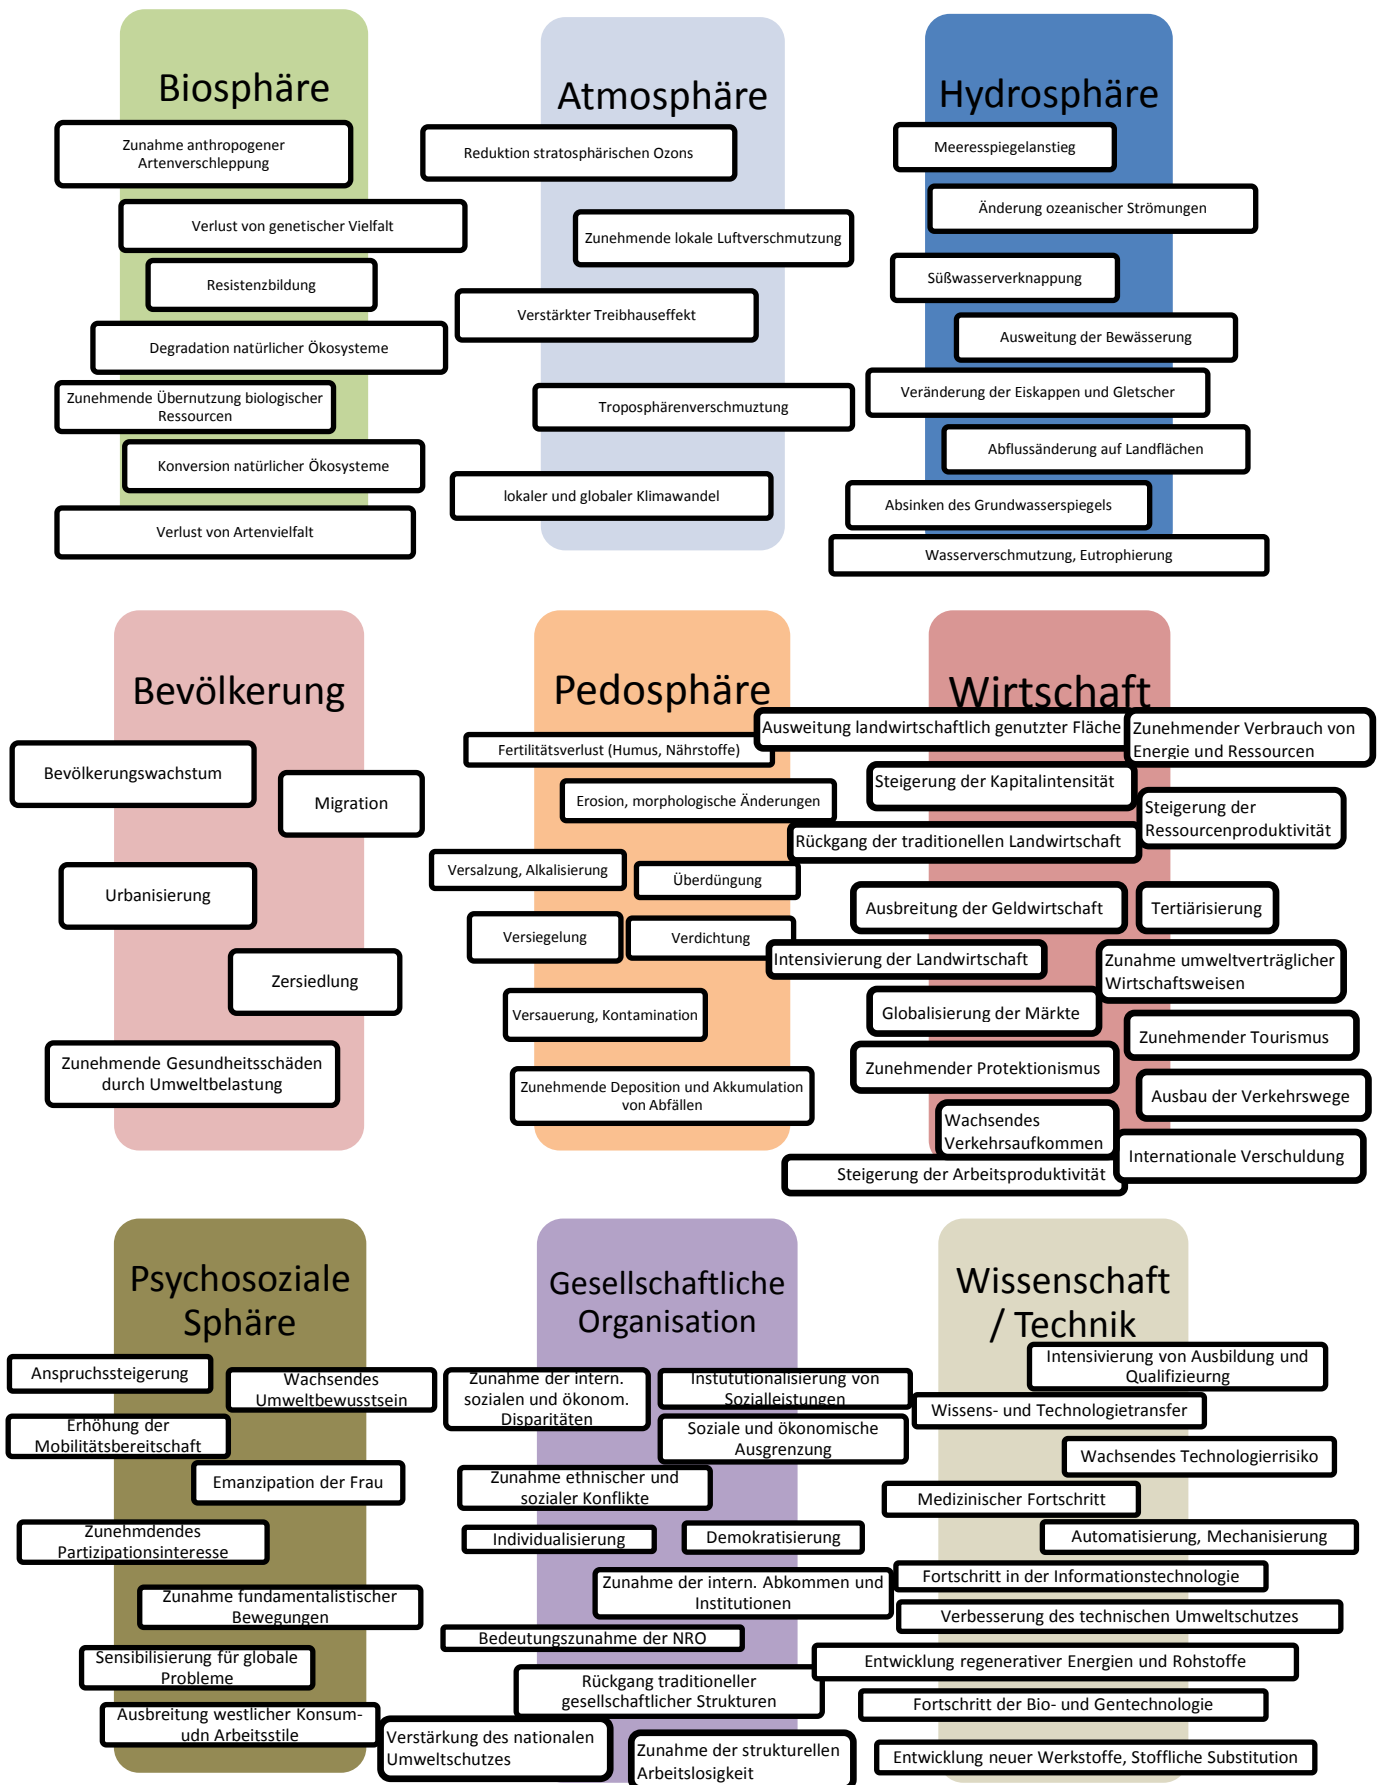 Biosphäre
Zunahme anthropogener
Artenverschleppung
Verlust von genetischer Vielfalt
Resistenzbildung
Degradation natürlicher Ökosysteme
Zunehmende Übernutzung biologischer
Ressourcen
Konversion natürlicher Ökosysteme
Verlust von Artenvielfalt
Atmosphäre
Reduktion stratosphärischen Ozons
Zunehmende lokale Luftverschmutzung
Verstärkter Treibhauseffekt
Troposphärenverschmuztung
lokaler und globaler Klimawandel
Hydrosphäre
Meeresspiegelanstieg
Änderung ozeanischer Strömungen
Süßwasserverknappung
Ausweitung der Bewässerung
Veränderung der Eiskappen und Gletscher
Abflussänderung auf Landflächen
Absinken des Grundwasserspiegels
Wasserverschmutzung, Eutrophierung
Bevölkerung
Bevölkerungswachstum
Migration
Urbanisierung
Zersiedlung
Zunehmende Gesundheitsschäden
durch Umweltbelastung
Pedosphäre
Fertilitätsverlust (Humus, Nährstoffe)
Erosion, morphologische Änderungen
Versalzung, Alkalisierung
Überdüngung
Versiegelung
Verdichtung
Versauerung, Kontamination
Zunehmende Deposition und Akkumulation
von Abfällen
Wirtschaft
Ausweitung landwirtschaftlich genutzter Fläche
Zunehmender Verbrauch von
Energie und Ressourcen
Steigerung der Kapitalintensität
Steigerung der
Ressourcenproduktivität
Rückgang der traditionellen Landwirtschaft
Ausbreitung der Geldwirtschaft
Tertiärisierung
Intensivierung der Landwirtschaft
Zunahme umweltverträglicher
Wirtschaftsweisen
Globalisierung der Märkte
Zunehmender Tourismus
Zunehmender Protektionismus
Ausbau der Verkehrswege
Wachsendes
Verkehrsaufkommen
Internationale Verschuldung
Steigerung der Arbeitsproduktivität
Psychosoziale
Sphäre
Anspruchssteigerung
Wachsendes
Umweltbewusstsein
Erhöhung der
Mobilitätsbereitschaft
Emanzipation der Frau
Zunehmdendes
Partizipationsinteresse
Zunahme fundamentalistischer
Bewegungen
Sensibilisierung für globale
Probleme
Ausbreitung westlicher Konsum-
udn Arbeitsstile
Gesellschaftliche
Organisation
Zunahme der intern.
sozialen und ökonom.
Disparitäten
Instututionalisierung von
Sozialleistungen
Soziale und ökonomische
Ausgrenzung
Zunahme ethnischer und
sozialer Konflikte
Individualisierung
Demokratisierung
Zunahme der intern. Abkommen und
Institutionen
Bedeutungszunahme der NRO
Rückgang traditioneller
gesellschaftlicher Strukturen
Verstärkung des nationalen
Umweltschutzes
Zunahme der strukturellen
Arbeitslosigkeit
Wissenschaft
/ Technik
Intensivierung von Ausbildung und
Qualifizieurng
Wissens- und Technologietransfer
Wachsendes Technologierrisiko
Medizinischer Fortschritt
Automatisierung, Mechanisierung
Fortschritt in der Informationstechnologie
Verbesserung des technischen Umweltschutzes
Entwicklung regenerativer Energien und Rohstoffe
Fortschritt der Bio- und Gentechnologie
Entwicklung neuer Werkstoffe, Stoffliche Substitution